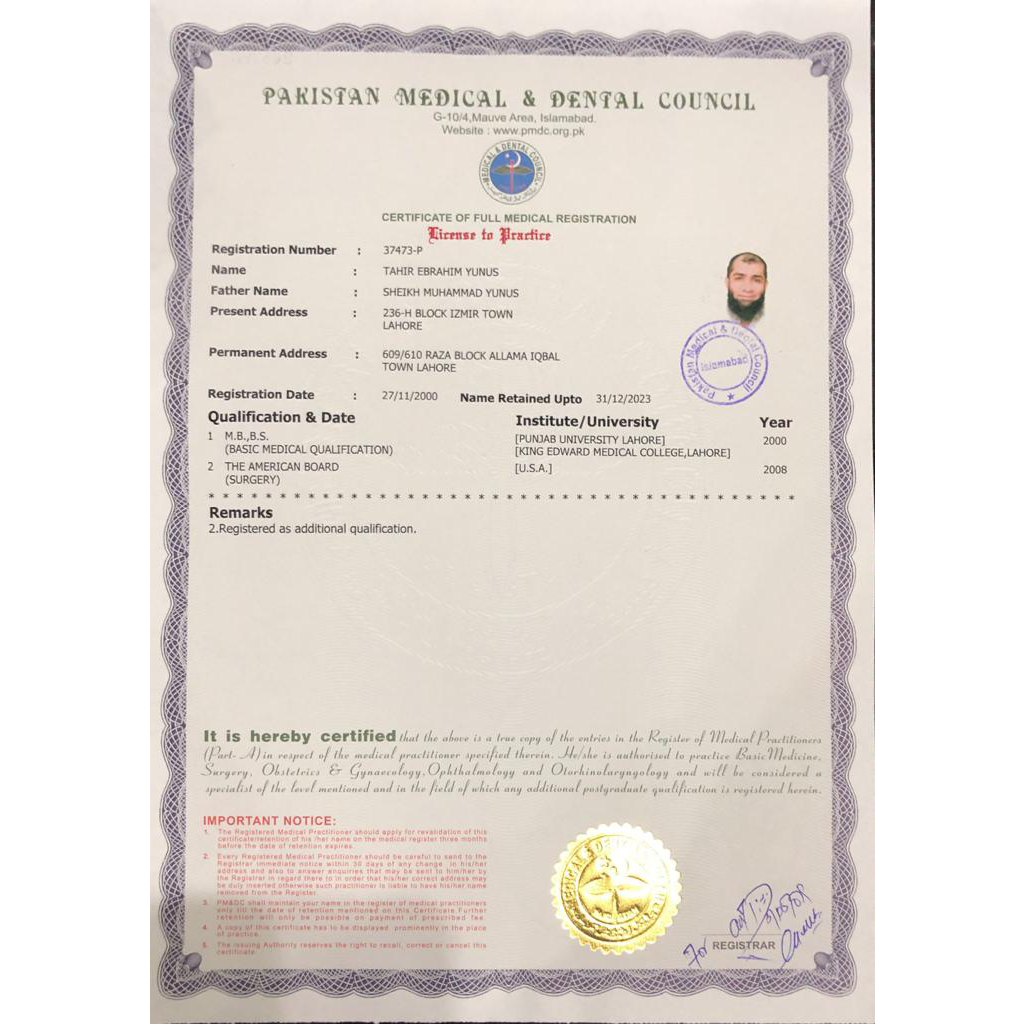 PAKISTAN MEDICAL & DENTAL COUNCIL
G-10/4,Mauve Area, Islamabad.
Website : www.pmdc.org.pk
MEDICAL & DENTAL COUNCIL
CERTIFICATE OF FULL MEDICAL REGISTRATION
License to Practice
Registration Number : 37473-P
Name : TAHIR EBRAHIM YUNUS
Father Name : SHEIKH MUHAMMAD YUNUS
Present Address : 236-H BLOCK IZMIR TOWN
LAHORE
Pakistan Medical & Dental Council
Islamabad
Permanent Address : 609/610 RAZA BLOCK ALLAMA IQBAL
TOWN LAHORE
Registration Date : 27/11/2000 Name Retained Upto 31/12/2023
Qualification & Date Institute/University Year
1 M.B.,B.S. [PUNJAB UNIVERSITY LAHORE] 2000
(BASIC MEDICAL QUALIFICATION) [KING EDWARD MEDICAL COLLEGE,LAHORE]
2 THE AMERICAN BOARD [U.S.A.] 2008
(SURGERY)
* * * * * * * * * * * * * * * * * * * * * * * * * * * * * * * * * * * * * * * * * *
Remarks
2.Registered as additional qualification.
It is hereby certified that the above is a true copy of the entries in the Register of Medical Practitioners
(Part- A) in respect of the medical practitioner specified therein. He/she is authorised to practice Basic Medicine,
Surgery, Obstetrics & Gynaecology, Ophthalmology and Otorhinolaryngology and will be considered a
specialist of the level mentioned and in the field of which any additional postgraduate qualification is registered herein.
IMPORTANT NOTICE:
1. The Registered Medical Practitioner should apply for revalidation of this
certificate/retention of his /her name on the medical register three months
before the date of retention expires.
2. Every Registered Medical Practitioner should be careful to send to the
Registrar immediate notice within 30 days of any change. in his/her
address and also to answer enquiries that may be sent to him/her by
the Registrar in regard there to in order that his/her correct address may
be duly inserted otherwise such practitioner is liable to have his/her name
removed from the Register.
3. PM&DC shall maintain your name in the register of medical practitioners
only till the date of retention mentioned on this Certificate.Further
retention will only be possible on payment of prescribed fee.
4. A copy of this certificate has to be displayed prominently in the place
of practice.
5. The issuing Authority reserves the right to recall, correct or cancel this
certificate.
For REGISTRAR